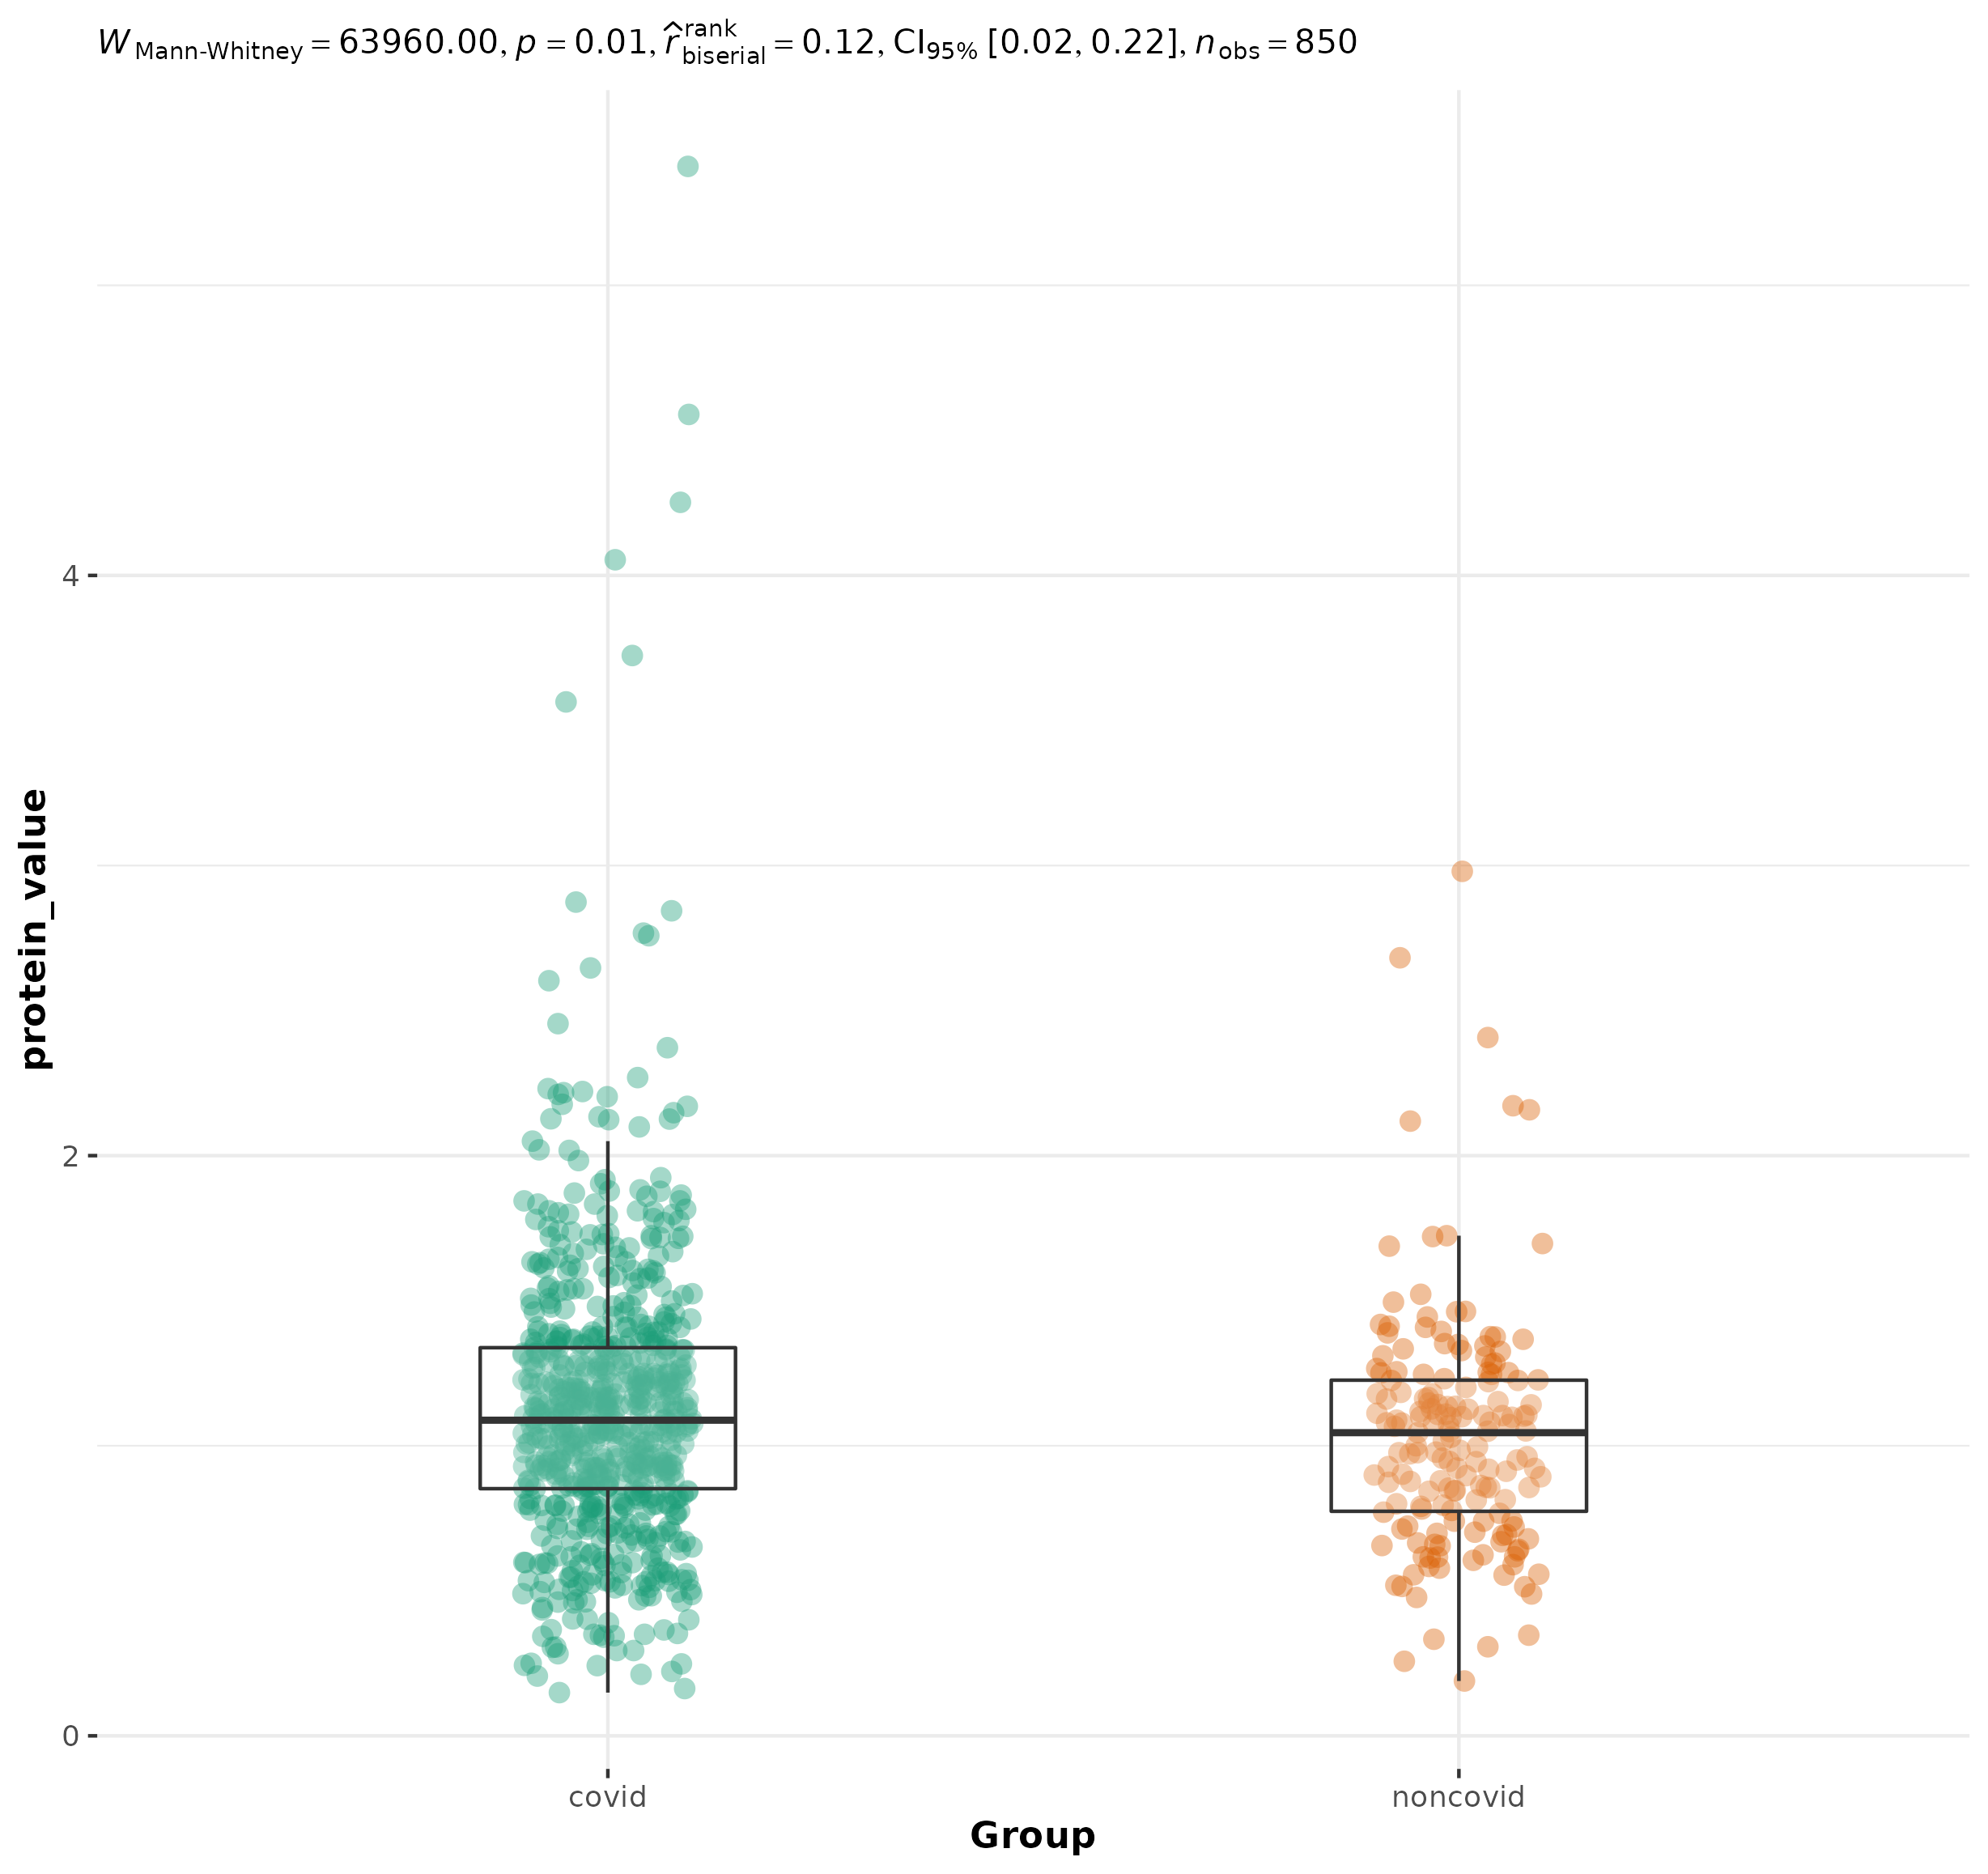 W Mann-Whitney = 63960.00, p = 0.01, r̂ rank biserial = 0.12, CI95% [0.02, 0.22], n obs = 850
protein_value
4
2
0
covid noncovid
Group